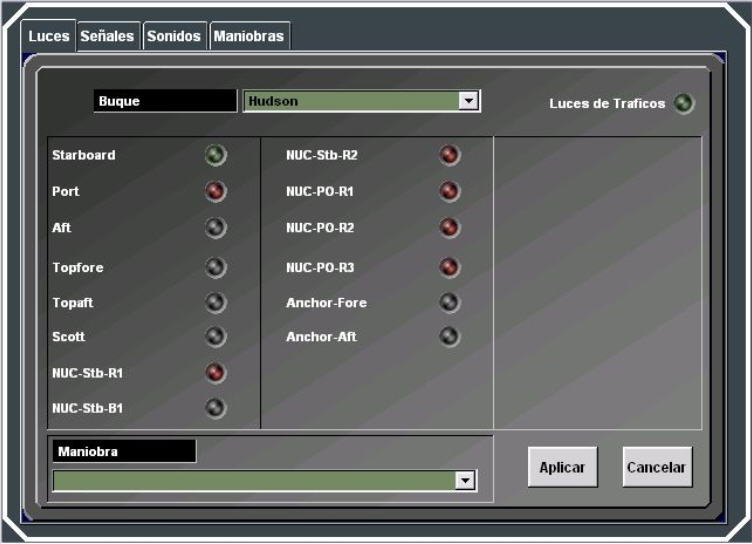 Luces Señales Sonidos Maniobras
Buque Hudson Luces de Traficos
Starboard NUC-Stb-R2
Port NUC-PO-R1
Aft NUC-PO-R2
Topfore NUC-PO-R3
Topaft Anchor-Fore
Scott Anchor-Aft
NUC-Stb-R1
NUC-Stb-B1
Maniobra
Aplicar Cancelar